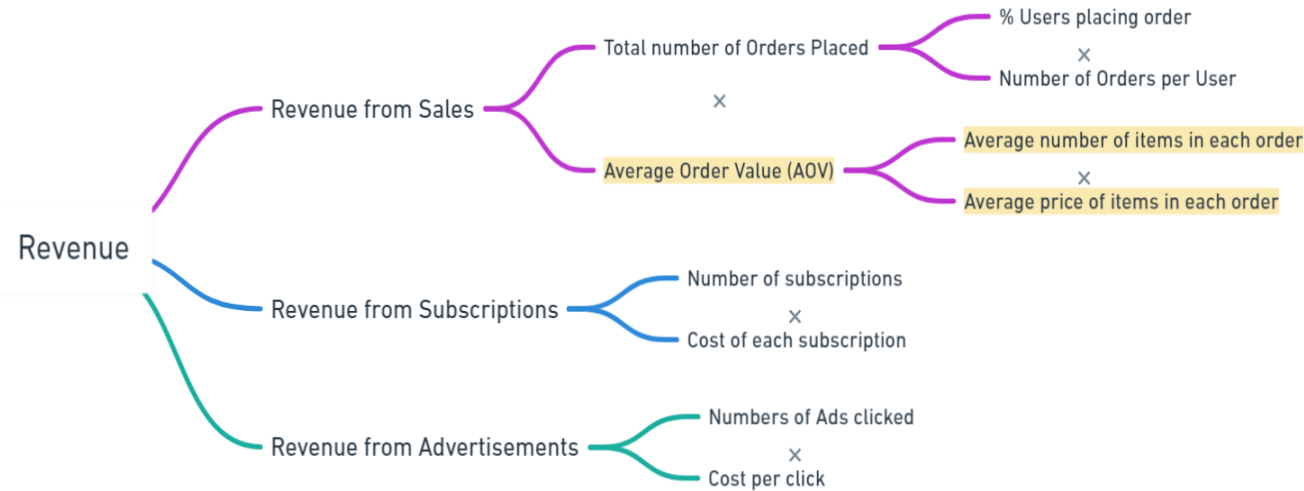 % Users placing order
Total number of Orders Placed
×
Number of Orders per User
×
Revenue from Sales
Average number of items in each order
Average Order Value (AOV)
×
Average price of items in each order
Revenue
Number of subscriptions
Revenue from Subscriptions
×
Cost of each subscription
Numbers of Ads clicked
Revenue from Advertisements
×
Cost per click